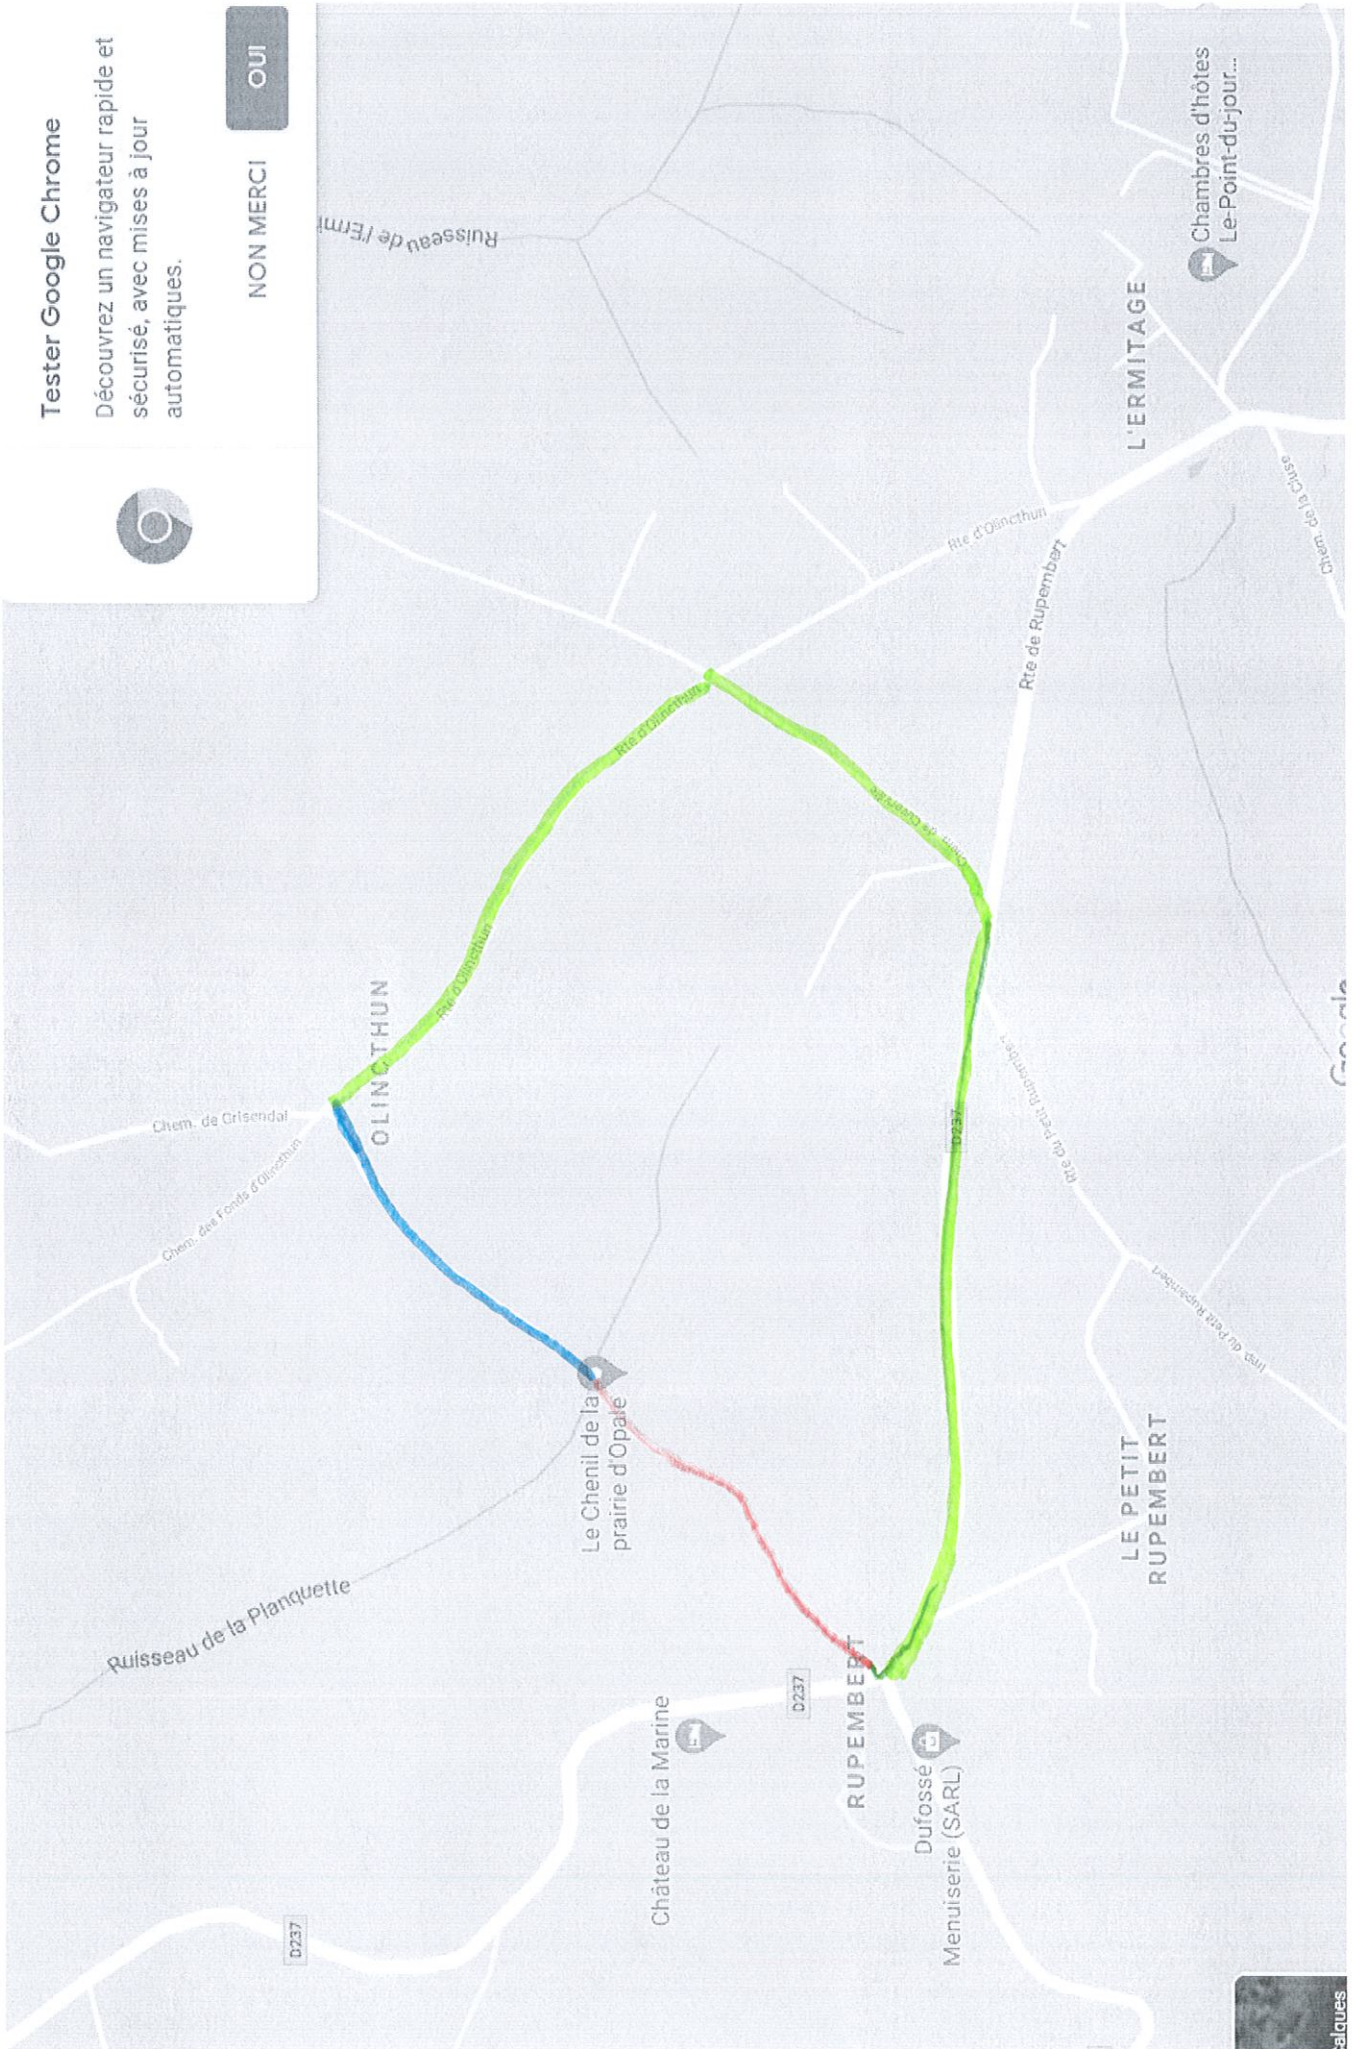 Tester Google Chrome
Découvrez un navigateur rapide et
sécurisé, avec mises à jour
automatiques.
NON MERCI
OUI
Ruisseau de l'Ermi
Chambres d'hôtes
Le-Point-du-jour...
L'ERMITAGE
Chem. de la Cluse
Rte d'Olincthun
Rte de Rupembert
Rte d'Olincthun
Rte d'Olincthun
OLINCTHUN
Chem. de Grisendal
Chem. des Fonds d'Olincthun
D237
Rte du Petit Rupembert
Imp. du Petit Rupembert
LE PETIT
RUPEMBERT
Le Chenil de la
prairie d'Opale
Ruisseau de la Planquette
Château de la Marine
D237
RUPEMBERT
Dufossé
Menuiserie (SARL)
D237
Google
alques